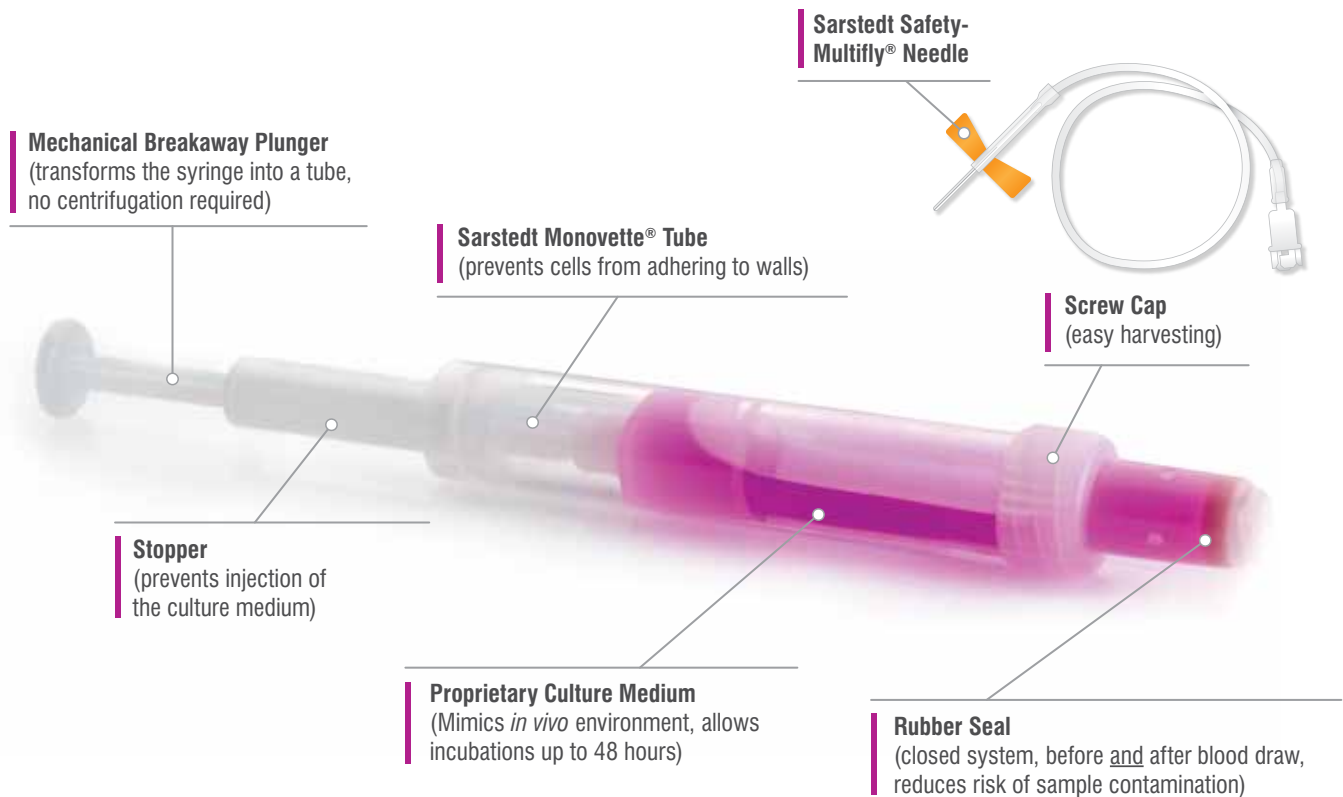 Sarstedt Safety-
Multifly® Needle
Mechanical Breakaway Plunger
(transforms the syringe into a tube,
no centrifugation required)
Sarstedt Monovette® Tube
(prevents cells from adhering to walls)
Screw Cap
(easy harvesting)
Stopper
(prevents injection of
the culture medium)
Proprietary Culture Medium
(Mimics in vivo environment, allows
incubations up to 48 hours)
Rubber Seal
(closed system, before and after blood draw,
reduces risk of sample contamination)